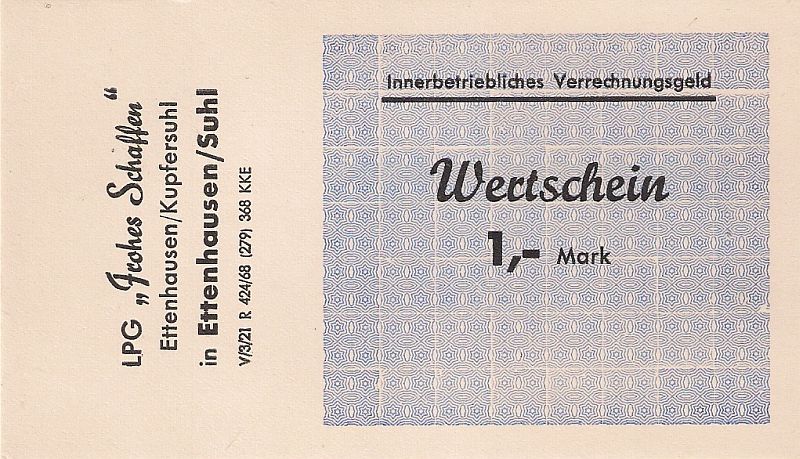 LPG „Frohes Schaffen“
Ettenhausen/Kupfersuhl
in Ettenhausen/Suhl
V/3/21 R 424/68 (279) 368 KKE
Innerbetriebliches Verrechnungsgeld
Wertschein
1,- Mark